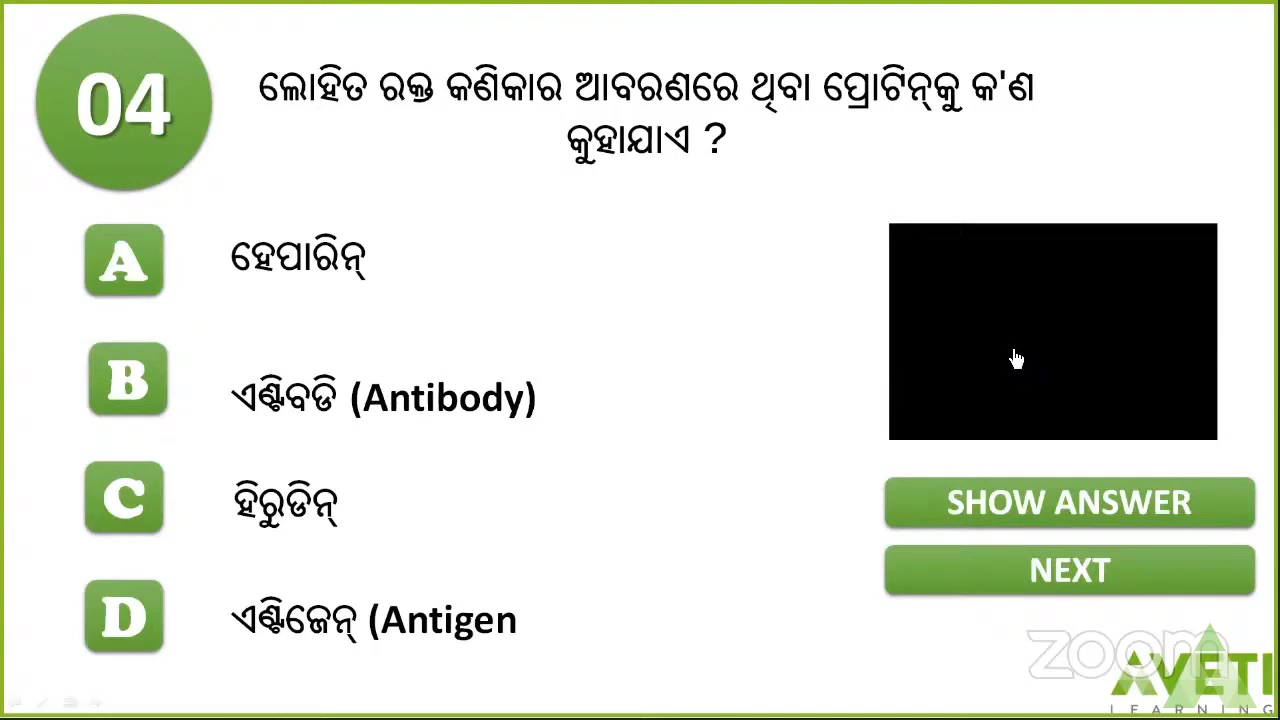 04
ଲୋହିତ ରକ୍ତ କଣିକାର ଆବରଣରେ ଥିବା ପ୍ରୋଟିନ୍‌କୁ କ'ଣ
କୁହାଯାଏ ?
A
ହେପାରିନ୍
B
ଏଣ୍ଟିବଡି (Antibody)
C
ହିରୁଡିନ୍
D
ଏଣ୍ଟିଜେନ୍ (Antigen
SHOW ANSWER
NEXT
zoom
AVETI
LEARNING